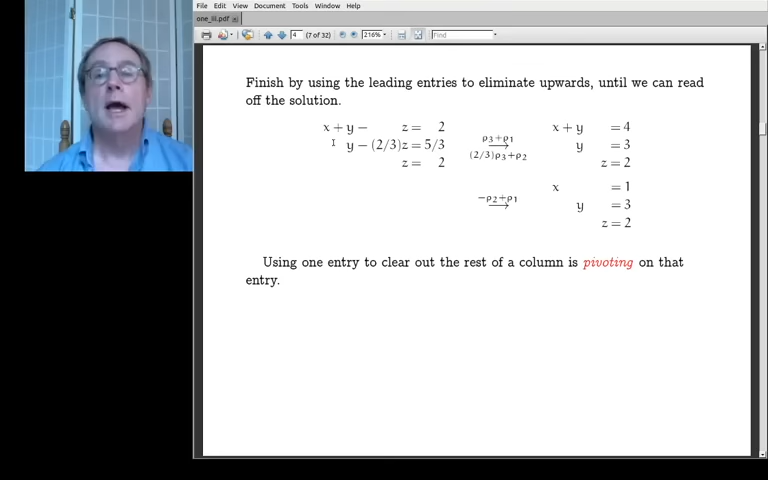 File Edit View Document Tools Window Help
one_iii.pdf
4 (7 of 32) 216% Find
Finish by using the leading entries to eliminate upwards, until we can read
off the solution.
x + y − z = 2 ρ3+ρ1 x + y = 4
y − (2/3)z = 5/3 → y = 3
z = 2 (2/3)ρ3+ρ2 z = 2
−ρ2+ρ1 x = 1
→ y = 3
z = 2
Using one entry to clear out the rest of a column is pivoting on that
entry.